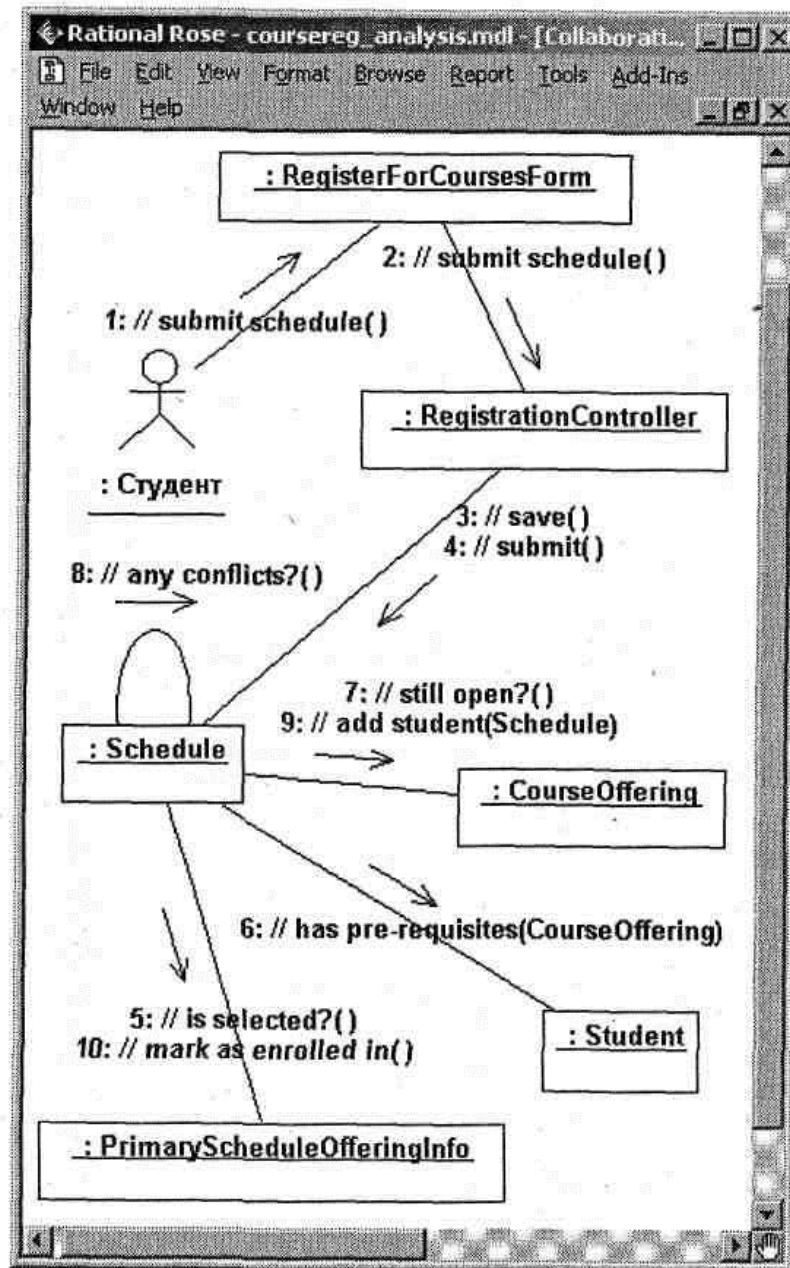 Rational Rose - coursereg_analysis.mdl - [Collaborati...
File Edit View Format Browse Report Tools Add-Ins
Window Help
: RegisterForCoursesForm
2: // submit schedule()
1: // submit schedule()
: RegistrationController
: Студент
3: // save()
4: // submit()
8: // any conflicts?()
7: // still open?()
9: // add student(Schedule)
: Schedule
: CourseOffering
6: // has pre-requisites(CourseOffering)
5: // is selected?()
10: // mark as enrolled in()
: Student
: PrimaryScheduleOfferingInfo